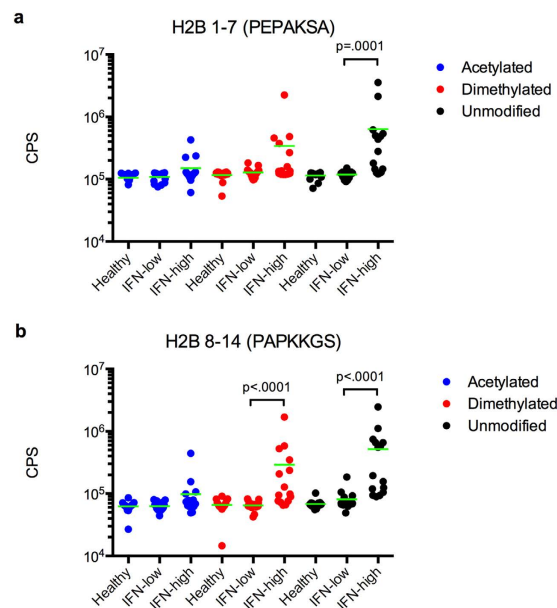 a
H2B 1-7 (PEPAKSA)
p=.0001
10^7
10^6
10^5
10^4
CPS
Acetylated
Dimethylated
Unmodified
Healthy
IFN-low
IFN-high
Healthy
IFN-low
IFN-high
Healthy
IFN-low
IFN-high
b
H2B 8-14 (PAPKKGS)
p<.0001
p<.0001
10^7
10^6
10^5
10^4
CPS
Acetylated
Dimethylated
Unmodified
Healthy
IFN-low
IFN-high
Healthy
IFN-low
IFN-high
Healthy
IFN-low
IFN-high